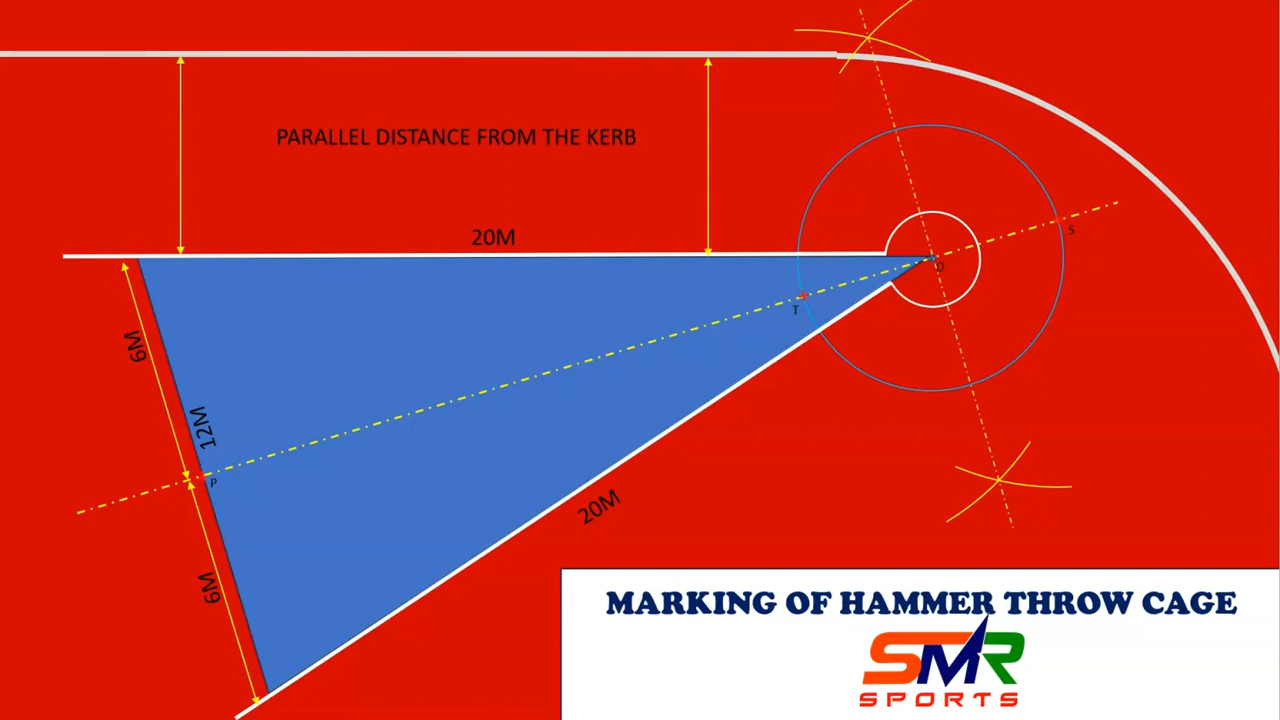 PARALLEL DISTANCE FROM THE KERB
20M
S
O
T
6M
12M
P
20M
6M
MARKING OF HAMMER THROW CAGE
SMR
SPORTS